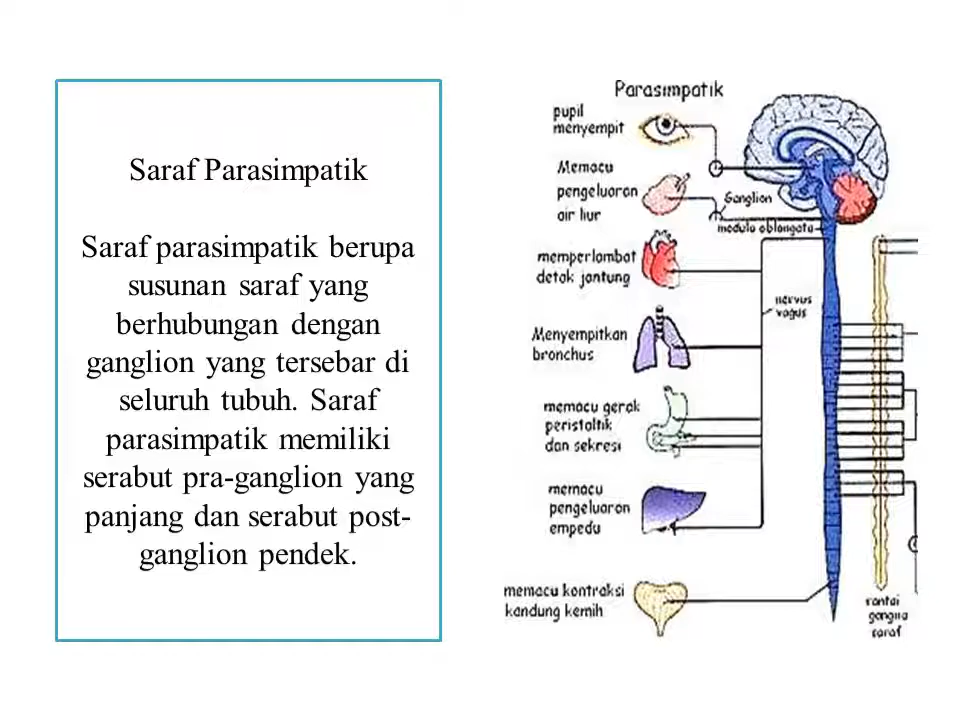 Saraf Parasimpatik
Saraf parasimpatik berupa
susunan saraf yang
berhubungan dengan
ganglion yang tersebar di
seluruh tubuh. Saraf
parasimpatik memiliki
serabut pra-ganglion yang
panjang dan serabut post-
ganglion pendek.
Parasimpatik
pupil
menyempit
Memacu
pengeluaran
air liur
Ganglion
medula oblongata
memperlambat
detak jantung
nervus
vagus
Menyempitkan
bronchus
memacu gerak
peristaltik
dan sekresi
memacu
pengeluaran
empedu
memacu kontraksi
kandung kemih
rantai
ganglia
saraf